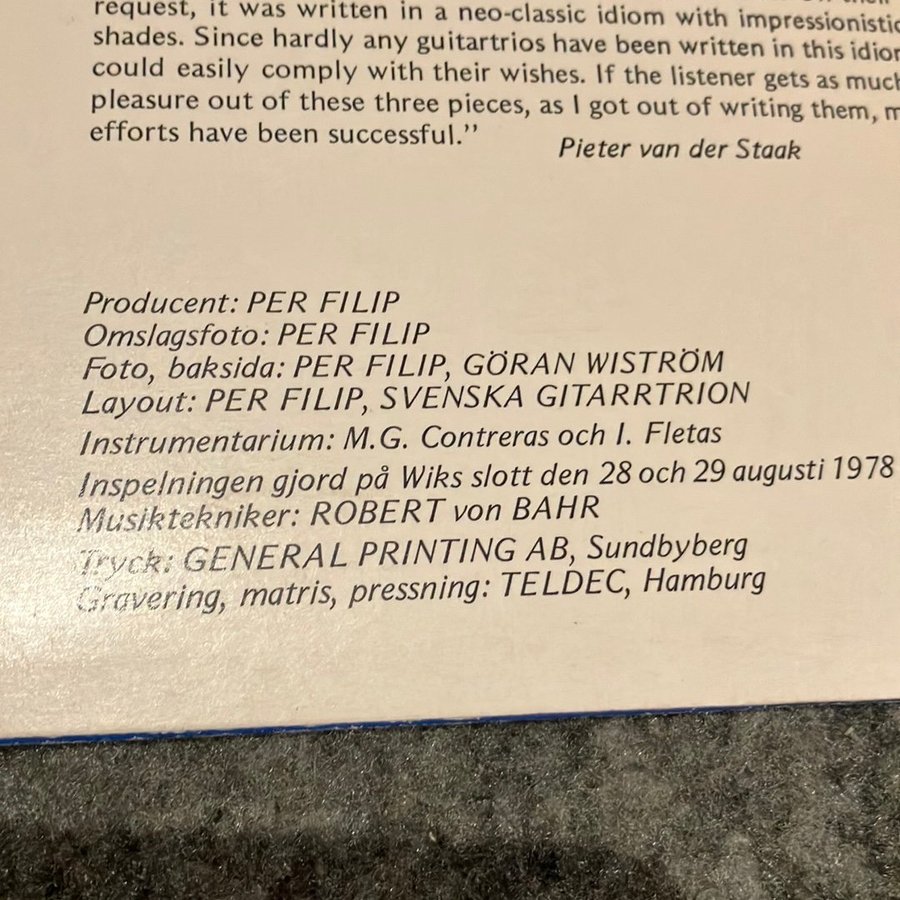 request, it was written in a neo-classic idiom with impressionistic
shades. Since hardly any guitartrios have been written in this
could easily comply with their wishes. If the listener gets as much
pleasure out of these three pieces, as I got out of writing them,
efforts have been successful.”
Pieter van der Staak
Producent: PER FILIP
Omslagsfoto: PER FILIP
Foto, baksida: PER FILIP, GÖRAN WISTRÖM
Layout: PER FILIP, SVENSKA GITARRTRION
Instrumentarium: M.G. Contreras och I. Fletas
Inspelningen gjord på Wiks slott den 28 och 29 augusti 1978
Musiktekniker: ROBERT von BAHR
Tryck: GENERAL PRINTING AB, Sundbyberg
Gravering, matris, pressning: TELDEC, Hamburg